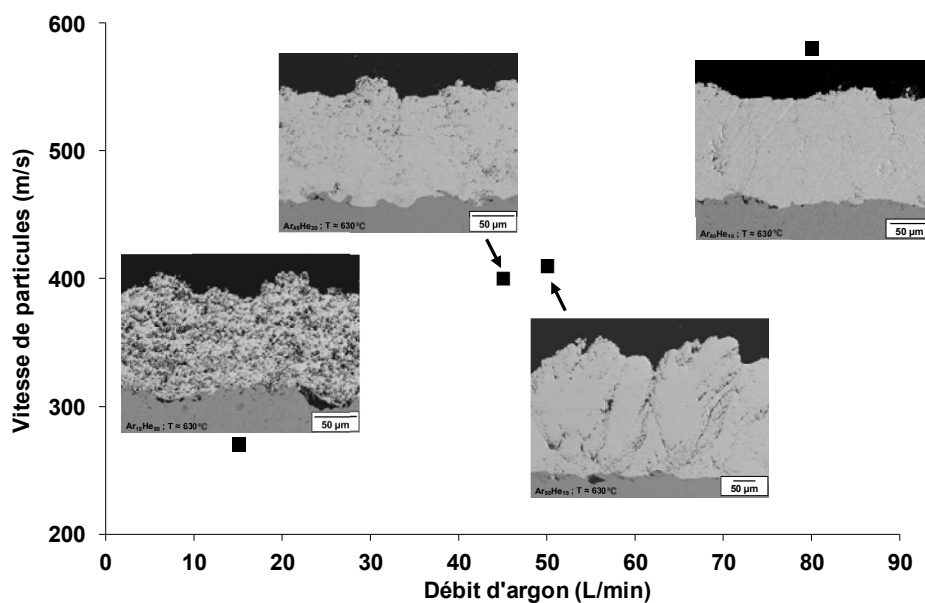 600
500
400
300
200
Vitesse de particules (m/s)
Ar₄₅He₃₀ ; T ≈ 630°C
50 µm
Ar₈₀He₁₀ ; T ≈ 630°C
50 µm
Ar₁₅He₅₀ ; T ≈ 630°C
50 µm
Ar₅₀He₁₀ ; T ≈ 630°C
50 µm
0 10 20 30 40 50 60 70 80 90
Débit d'argon (L/min)